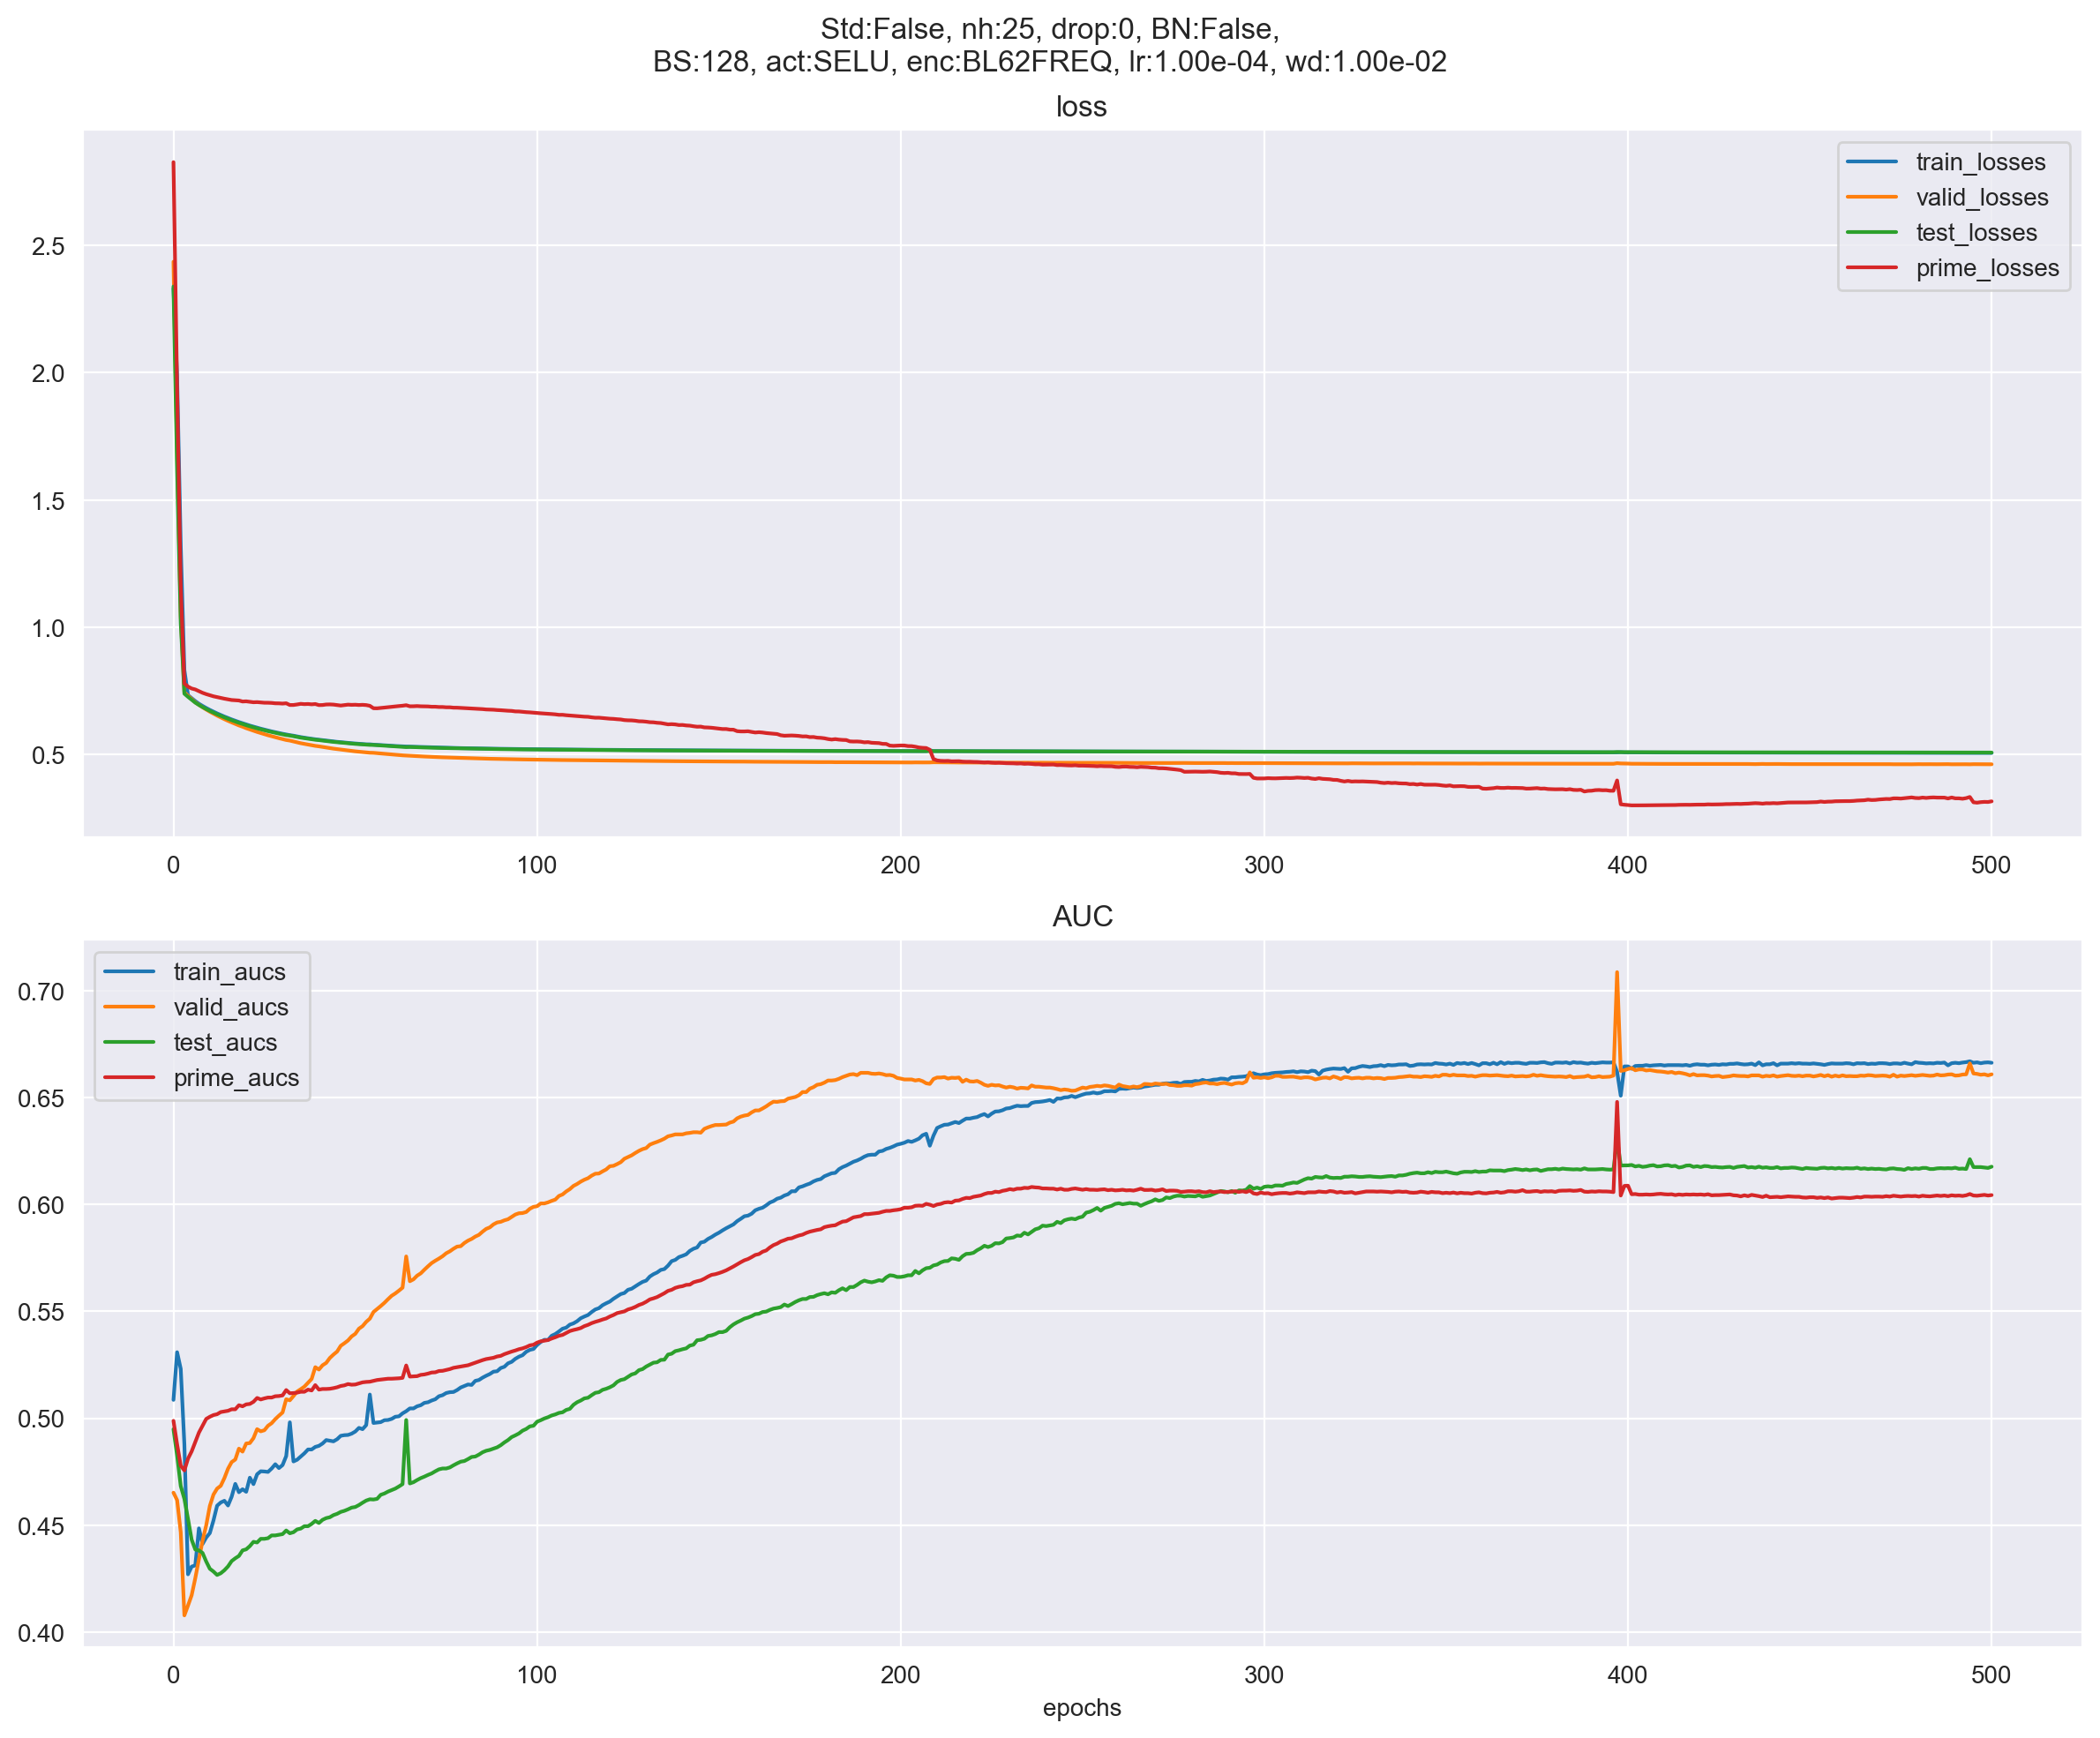 Std:False, nh:25, drop:0, BN:False,
BS:128, act:SELU, enc:BL62FREQ, lr:1.00e-04, wd:1.00e-02
loss
train_losses
valid_losses
test_losses
prime_losses
2.5
2.0
1.5
1.0
0.5
0 100 200 300 400 500
AUC
train_aucs
valid_aucs
test_aucs
prime_aucs
0.70
0.65
0.60
0.55
0.50
0.45
0.40
0 100 200 300 400 500
epochs